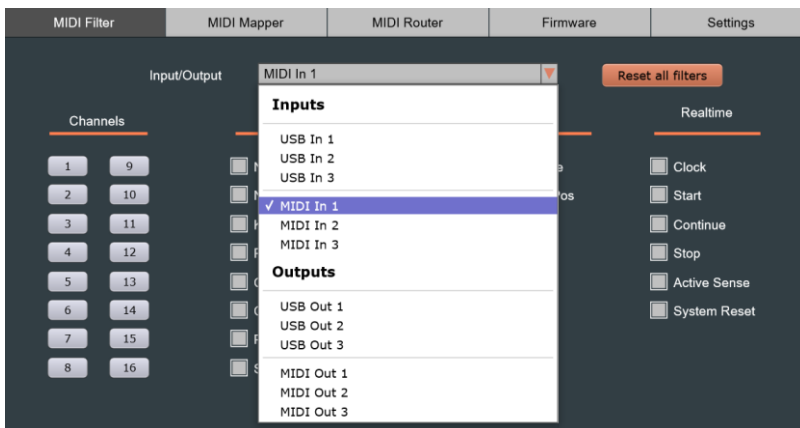 MIDI Filter MIDI Mapper MIDI Router Firmware Settings
Input/Output MIDI In 1 Reset all filters
Channels
Realtime
Inputs
USB In 1
USB In 2
USB In 3
✓ MIDI In 1
MIDI In 2
MIDI In 3
Outputs
USB Out 1
USB Out 2
USB Out 3
MIDI Out 1
MIDI Out 2
MIDI Out 3
1 9
2 10
3 11
4 12
5 13
6 14
7 15
8 16
Clock
Start
Continue
Stop
Active Sense
System Reset